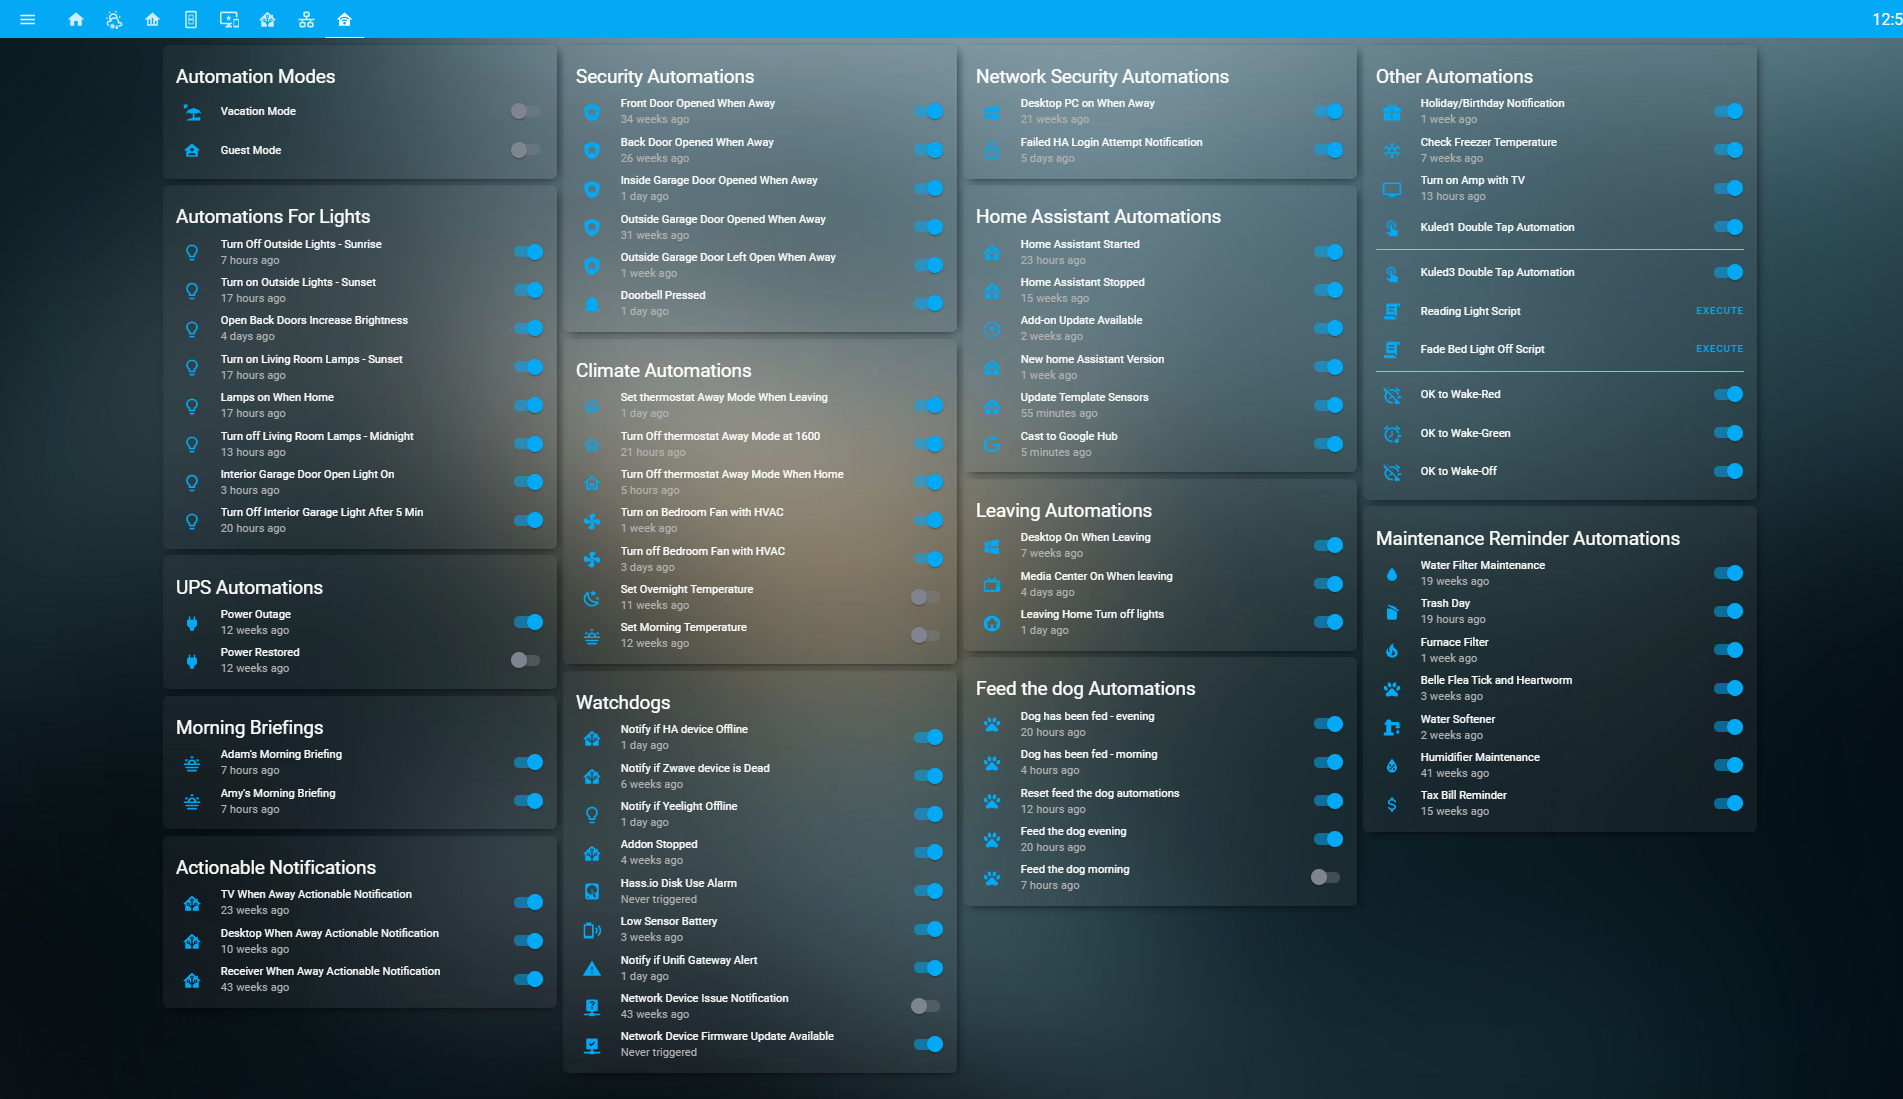 12:5
Automation Modes
Vacation Mode
Guest Mode
Automations For Lights
Turn Off Outside Lights - Sunrise
7 hours ago
Turn on Outside Lights - Sunset
17 hours ago
Open Back Doors Increase Brightness
4 days ago
Turn on Living Room Lamps - Sunset
17 hours ago
Lamps on When Home
17 hours ago
Turn off Living Room Lamps - Midnight
13 hours ago
Interior Garage Door Open Light On
3 hours ago
Turn Off Interior Garage Light After 5 Min
20 hours ago
UPS Automations
Power Outage
12 weeks ago
Power Restored
12 weeks ago
Morning Briefings
Adam's Morning Briefing
7 hours ago
Amy's Morning Briefing
7 hours ago
Actionable Notifications
TV When Away Actionable Notification
23 weeks ago
Desktop When Away Actionable Notification
10 weeks ago
Receiver When Away Actionable Notification
43 weeks ago
Security Automations
Front Door Opened When Away
34 weeks ago
Back Door Opened When Away
26 weeks ago
Inside Garage Door Opened When Away
1 day ago
Outside Garage Door Opened When Away
31 weeks ago
Outside Garage Door Left Open When Away
1 week ago
Doorbell Pressed
1 day ago
Climate Automations
Set thermostat Away Mode When Leaving
1 day ago
Turn Off thermostat Away Mode at 1600
21 hours ago
Turn Off thermostat Away Mode When Home
5 hours ago
Turn on Bedroom Fan with HVAC
1 week ago
Turn off Bedroom Fan with HVAC
3 days ago
Set Overnight Temperature
11 weeks ago
Set Morning Temperature
12 weeks ago
Watchdogs
Notify if HA device Offline
1 day ago
Notify if Zwave device is Dead
6 weeks ago
Notify if Yeelight Offline
1 day ago
Addon Stopped
4 weeks ago
Hass.io Disk Use Alarm
Never triggered
Low Sensor Battery
3 weeks ago
Notify if Unifi Gateway Alert
1 day ago
Network Device Issue Notification
43 weeks ago
Network Device Firmware Update Available
Never triggered
Network Security Automations
Desktop PC on When Away
21 weeks ago
Failed HA Login Attempt Notification
5 days ago
Home Assistant Automations
Home Assistant Started
23 hours ago
Home Assistant Stopped
15 weeks ago
Add-on Update Available
2 weeks ago
New home Assistant Version
1 week ago
Update Template Sensors
55 minutes ago
Cast to Google Hub
5 minutes ago
Leaving Automations
Desktop On When Leaving
7 weeks ago
Media Center On When leaving
4 days ago
Leaving Home Turn off lights
1 day ago
Feed the dog Automations
Dog has been fed - evening
20 hours ago
Dog has been fed - morning
4 hours ago
Reset feed the dog automations
12 hours ago
Feed the dog evening
20 hours ago
Feed the dog morning
7 hours ago
Other Automations
Holiday/Birthday Notification
1 week ago
Check Freezer Temperature
7 weeks ago
Turn on Amp with TV
13 hours ago
Kuled1 Double Tap Automation
Kuled3 Double Tap Automation
Reading Light Script EXECUTE
Fade Bed Light Off Script EXECUTE
OK to Wake-Red
OK to Wake-Green
OK to Wake-Off
Maintenance Reminder Automations
Water Filter Maintenance
19 weeks ago
Trash Day
19 hours ago
Furnace Filter
1 week ago
Belle Flea Tick and Heartworm
3 weeks ago
Water Softener
2 weeks ago
Humidifier Maintenance
41 weeks ago
Tax Bill Reminder
15 weeks ago